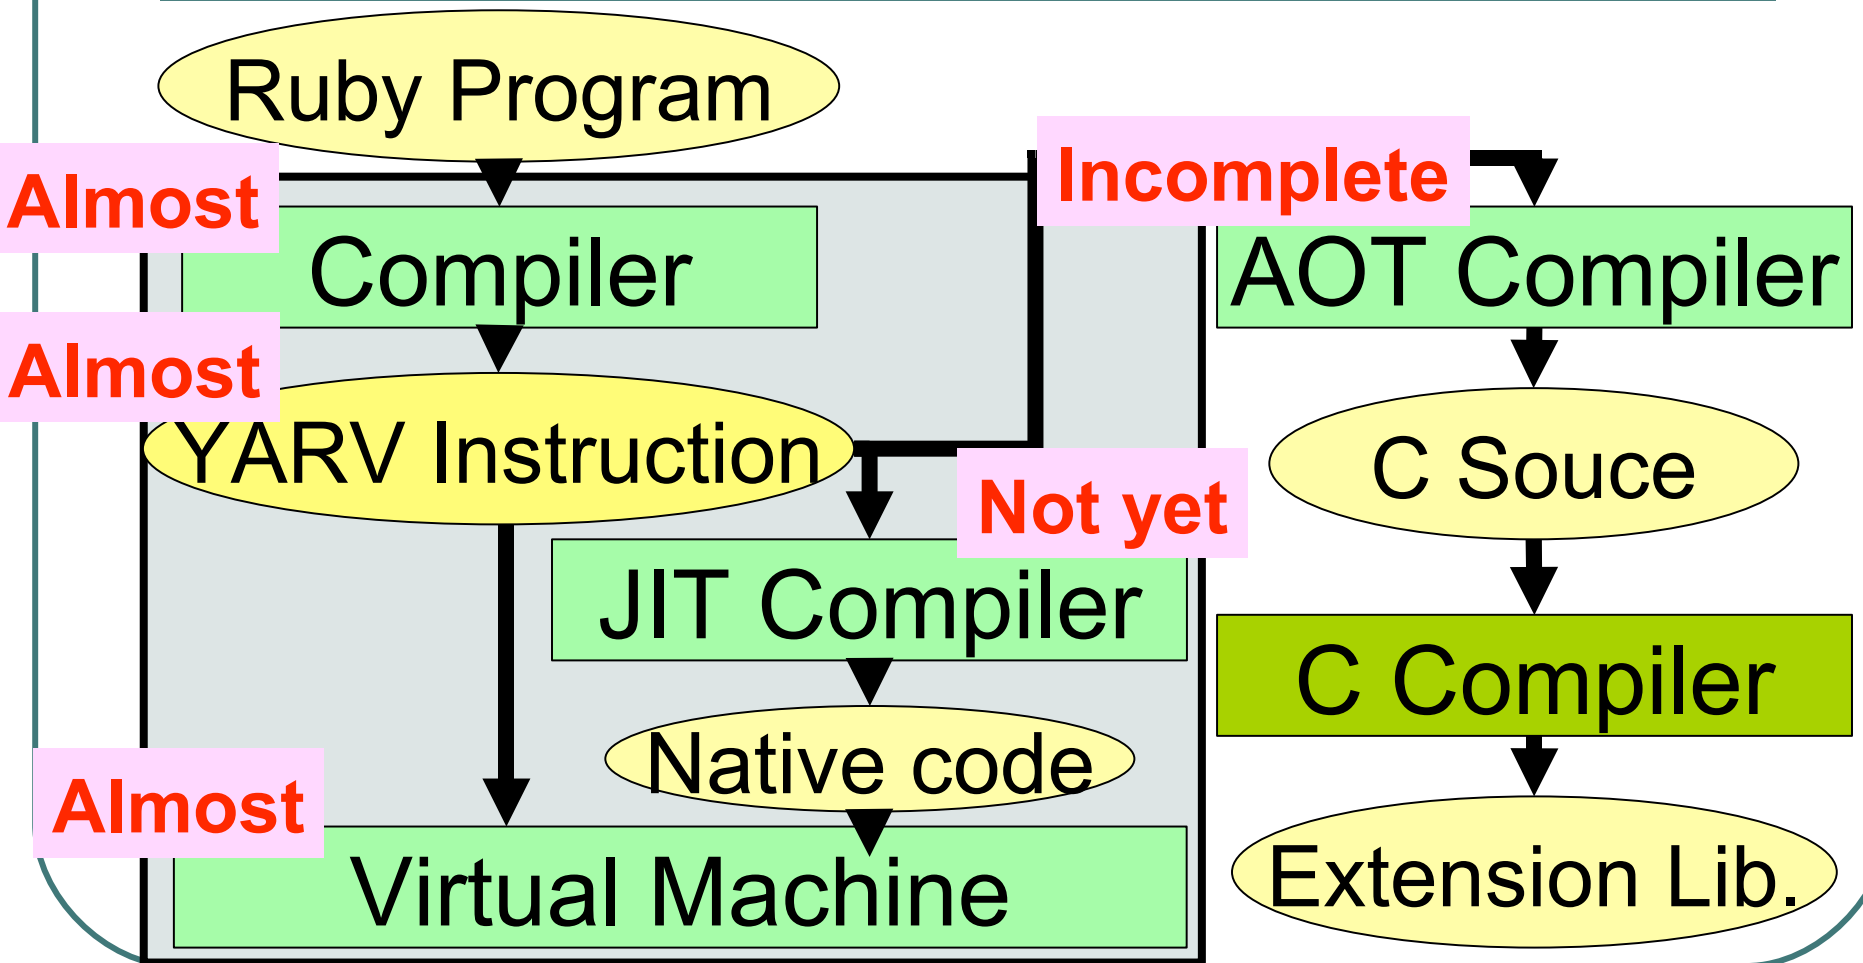 Ruby Program
Almost
Incomplete
Compiler
AOT Compiler
Almost
YARV Instruction
C Souce
Not yet
JIT Compiler
C Compiler
Native code
Almost
Virtual Machine
Extension Lib.